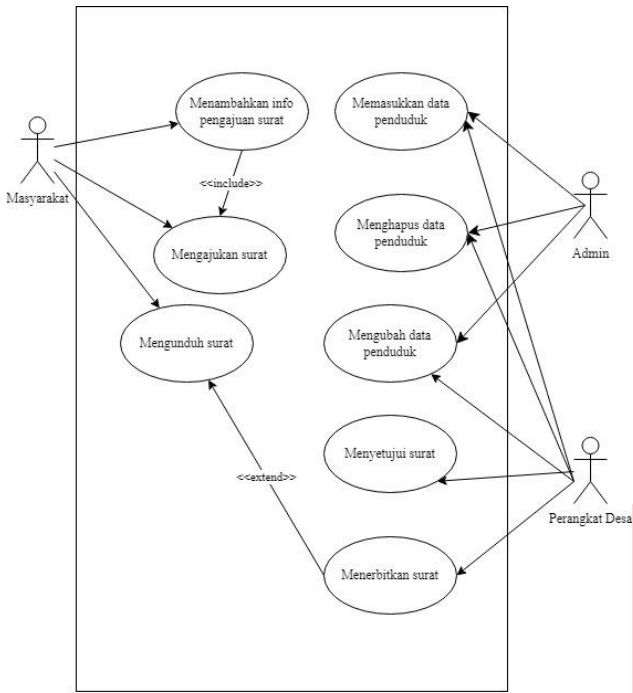 Menambahkan info
pengajuan surat
Memasukkan data
penduduk
Masyarakat
<<include>>
Mengajukan surat
Menghapus data
penduduk
Admin
Mengunduh surat
Mengubah data
penduduk
Menyetujui surat
<<extend>>
Perangkat Desa
Menerbitkan surat